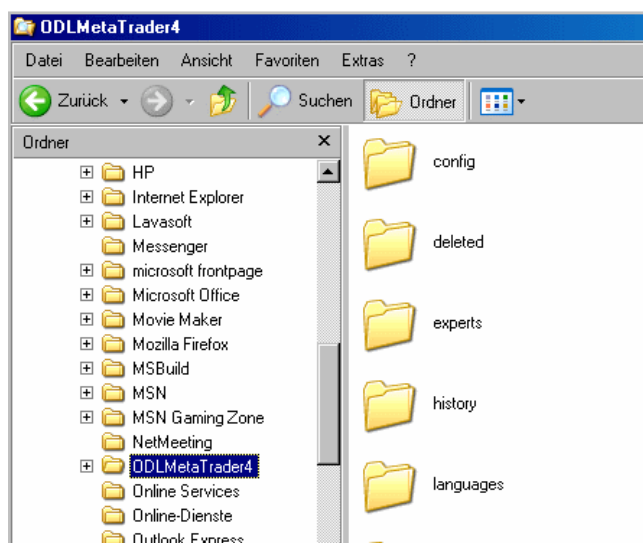 ODLMetaTrader4
Datei Bearbeiten Ansicht Favoriten Extras ?
Zurück Suchen Ordner
Ordner
HP
Internet Explorer
Lavasoft
Messenger
microsoft frontpage
Microsoft Office
Movie Maker
Mozilla Firefox
MSBuild
MSN
MSN Gaming Zone
NetMeeting
ODLMetaTrader4
Online Services
Online-Dienste
Outlook Express
config
deleted
experts
history
languages